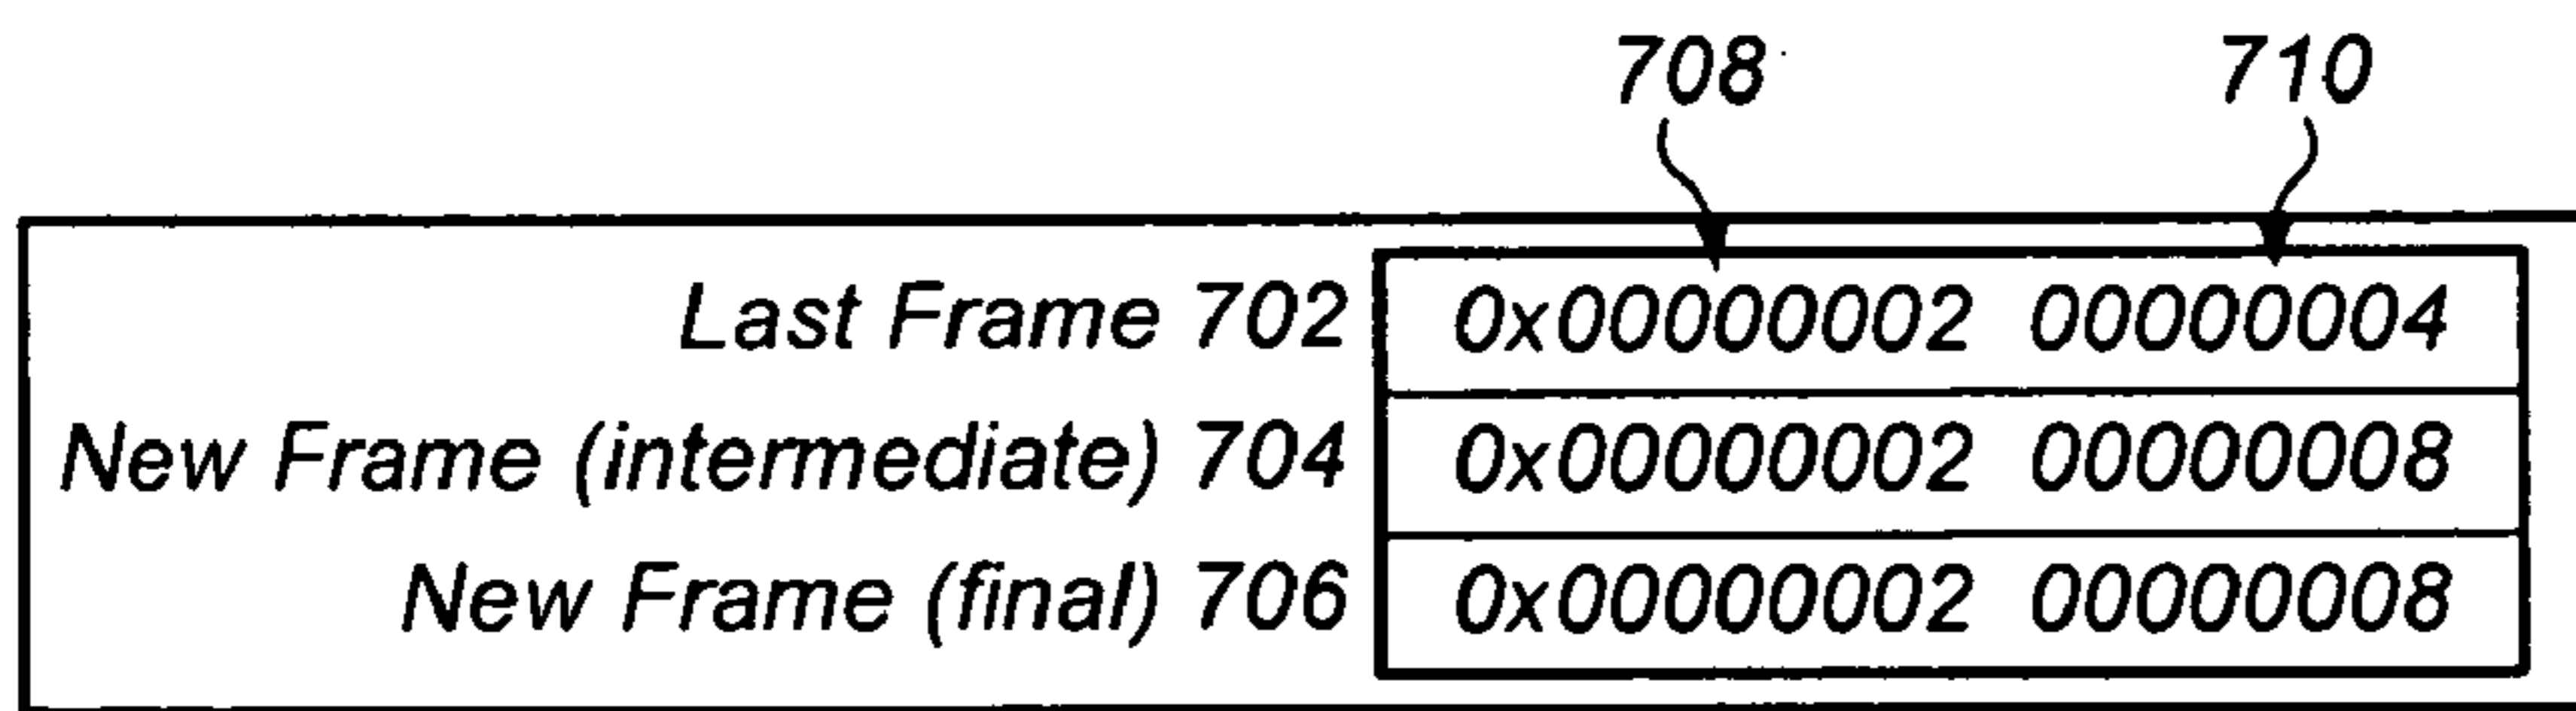 708 710
Last Frame 702 0x00000002 00000004
New Frame (intermediate) 704 0x00000002 00000008
New Frame (final) 706 0x00000002 00000008